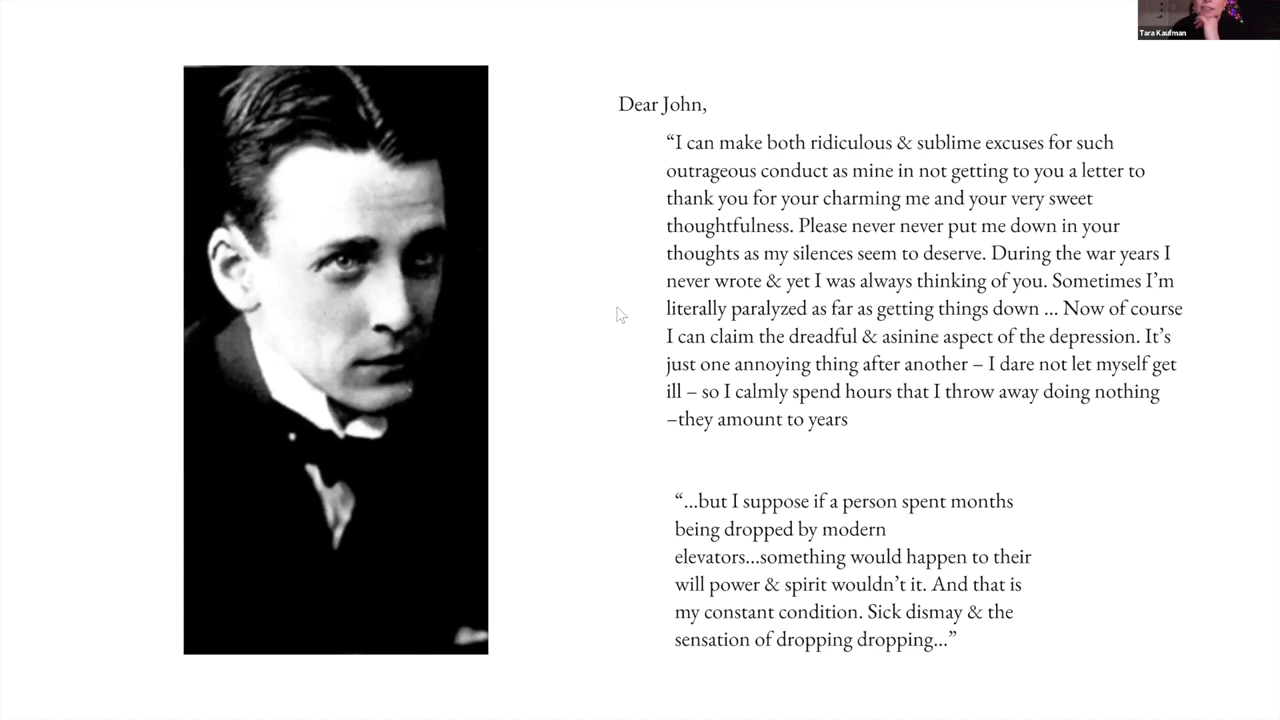 Tara Kaufman
Dear John,
“I can make both ridiculous & sublime excuses for such
outrageous conduct as mine in not getting to you a letter to
thank you for your charming me and your very sweet
thoughtfulness. Please never never put me down in your
thoughts as my silences seem to deserve. During the war years I
never wrote & yet I was always thinking of you. Sometimes I’m
literally paralyzed as far as getting things down ... Now of course
I can claim the dreadful & asinine aspect of the depression. It’s
just one annoying thing after another – I dare not let myself get
ill – so I calmly spend hours that I throw away doing nothing
–they amount to years
“...but I suppose if a person spent months
being dropped by modern
elevators...something would happen to their
will power & spirit wouldn’t it. And that is
my constant condition. Sick dismay & the
sensation of dropping dropping...”